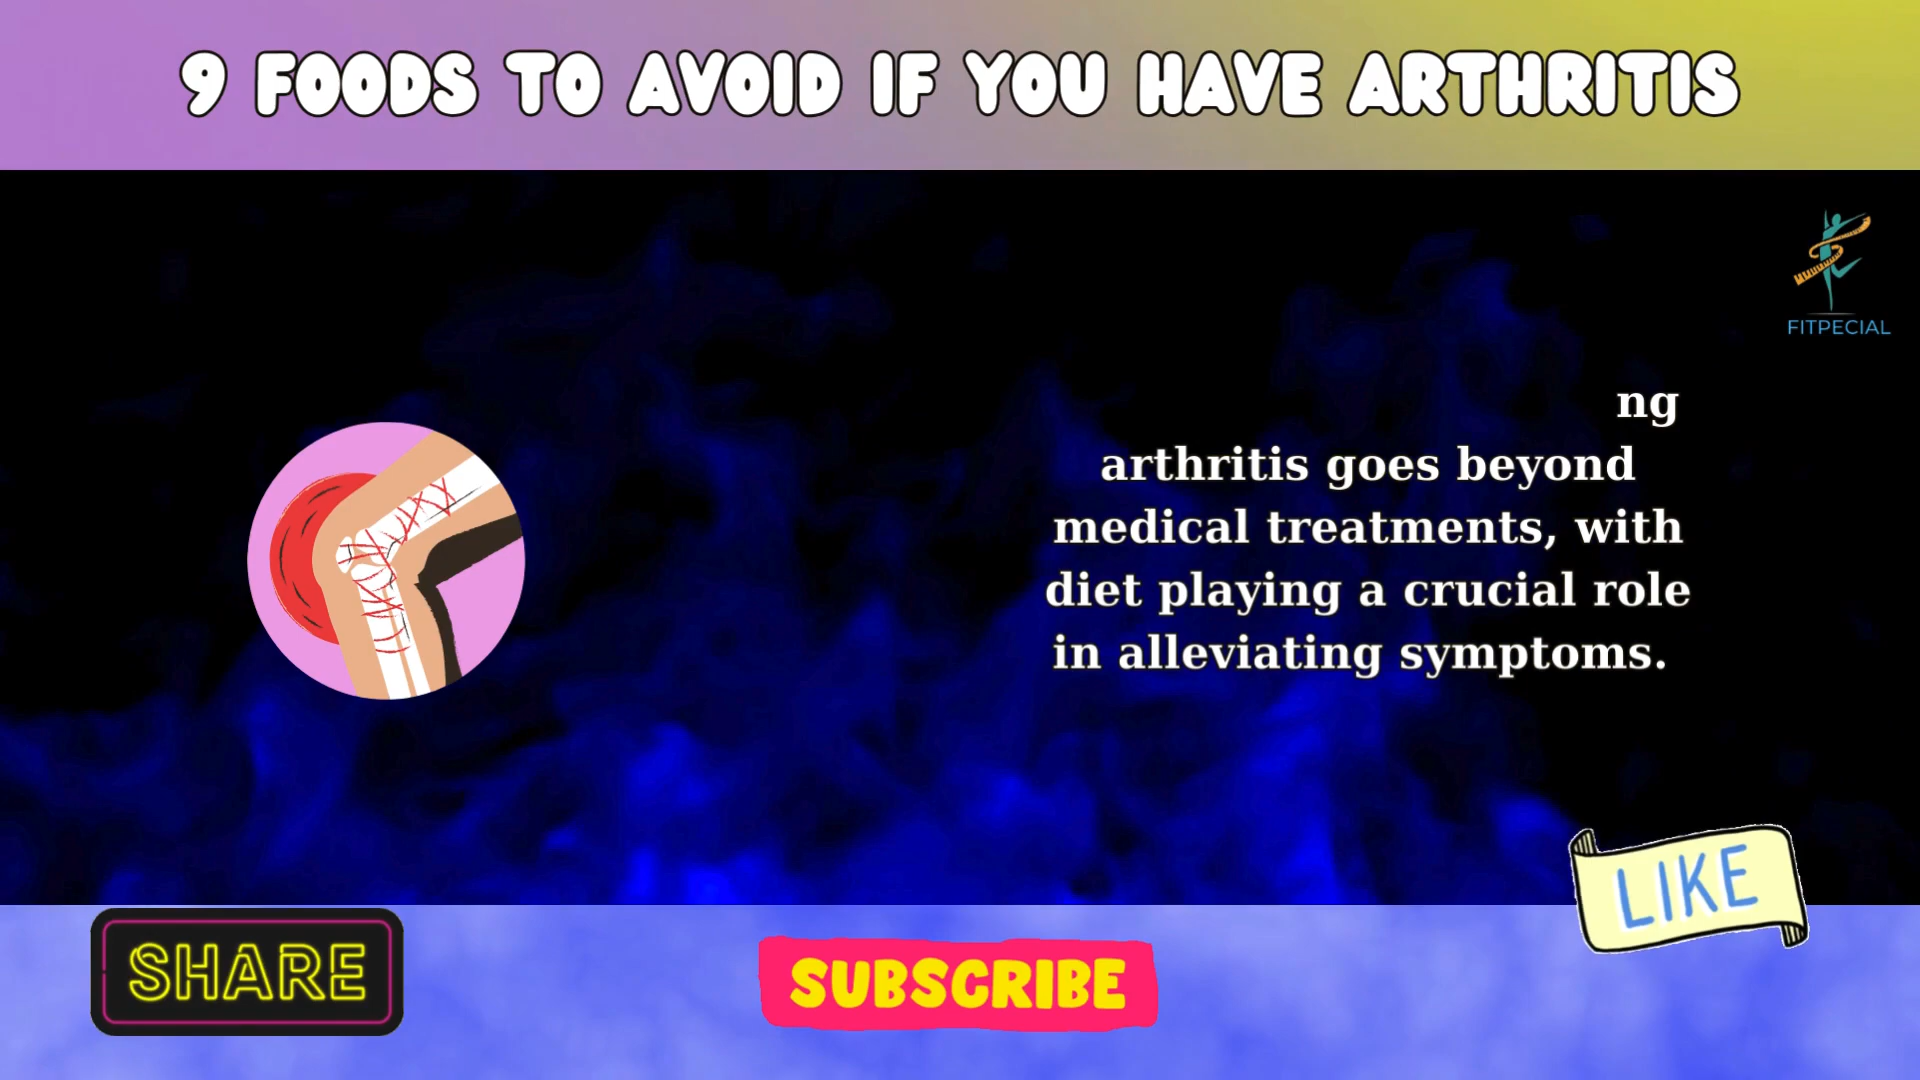 9 FOODS TO AVOID IF YOU HAVE ARTHRITIS
FITPECIAL
ng
arthritis goes beyond
medical treatments, with
diet playing a crucial role
in alleviating symptoms.
LIKE
SHARE
SUBSCRIBE